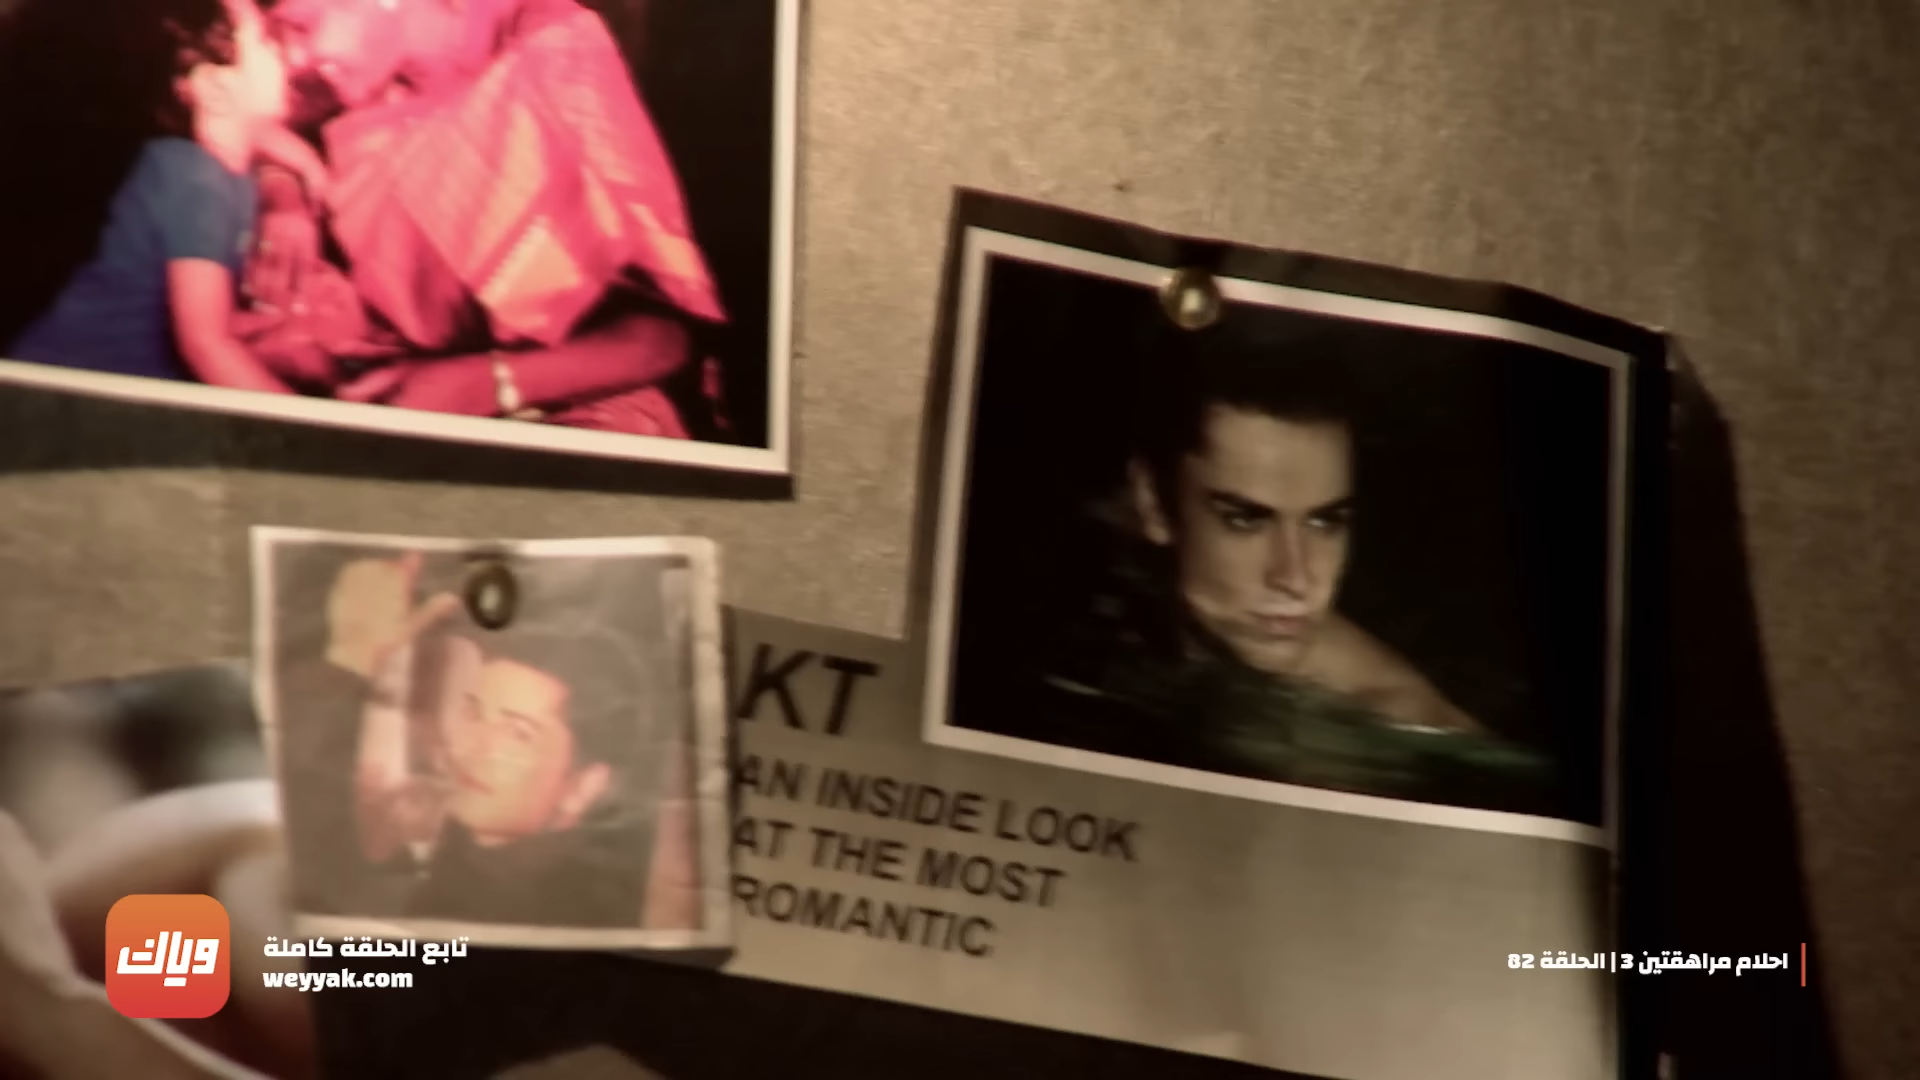 KT
AN INSIDE LOOK
AT THE MOST
ROMANTIC
وياك
تابع الحلقة كاملة
weyyak.com
احلام مراهقتين 3 | الحلقة 82